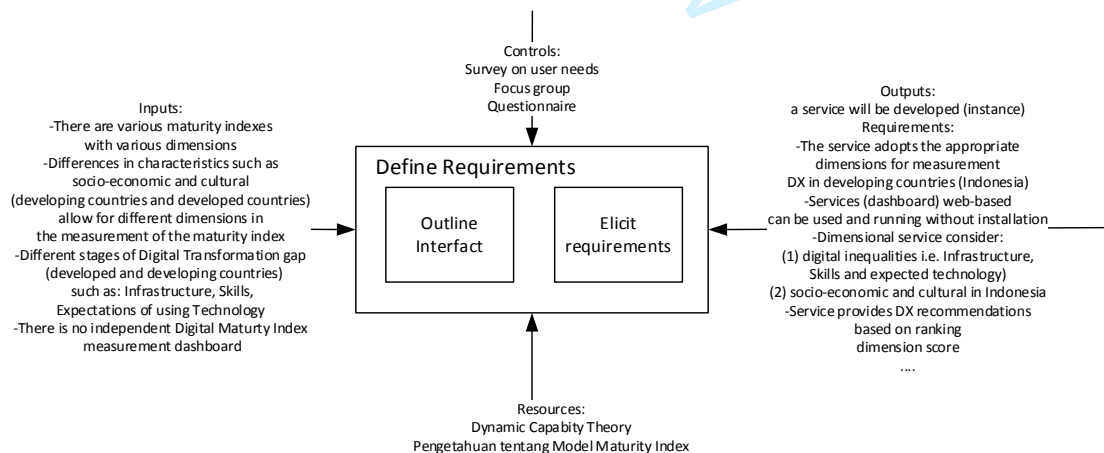 Controls:
Survey on user needs
Focus group
Questionnaire
Inputs:
-There are various maturity indexes
with various dimensions
-Differences in characteristics such as
socio-economic and cultural
(developing countries and developed countries)
allow for different dimensions in
the measurement of the maturity index
-Different stages of Digital Transformation gap
(developed and developing countries)
such as: Infrastructure, Skills,
Expectations of using Technology
-There is no independent Digital Maturty Index
measurement dashboard
Define Requirements
Outline
Interfact
Elicit
requirements
Outputs:
a service will be developed (instance)
Requirements:
-The service adopts the appropriate
dimensions for measurement
DX in developing countries (Indonesia)
-Services (dashboard) web-based
can be used and running without installation
-Dimensional service consider:
(1) digital inequalities i.e. Infrastructure,
Skills and expected technology)
(2) socio-economic and cultural in Indonesia
-Service provides DX recommendations
based on ranking
dimension score
....
Resources:
Dynamic Capabity Theory
Pengetahuan tentang Model Maturity Index